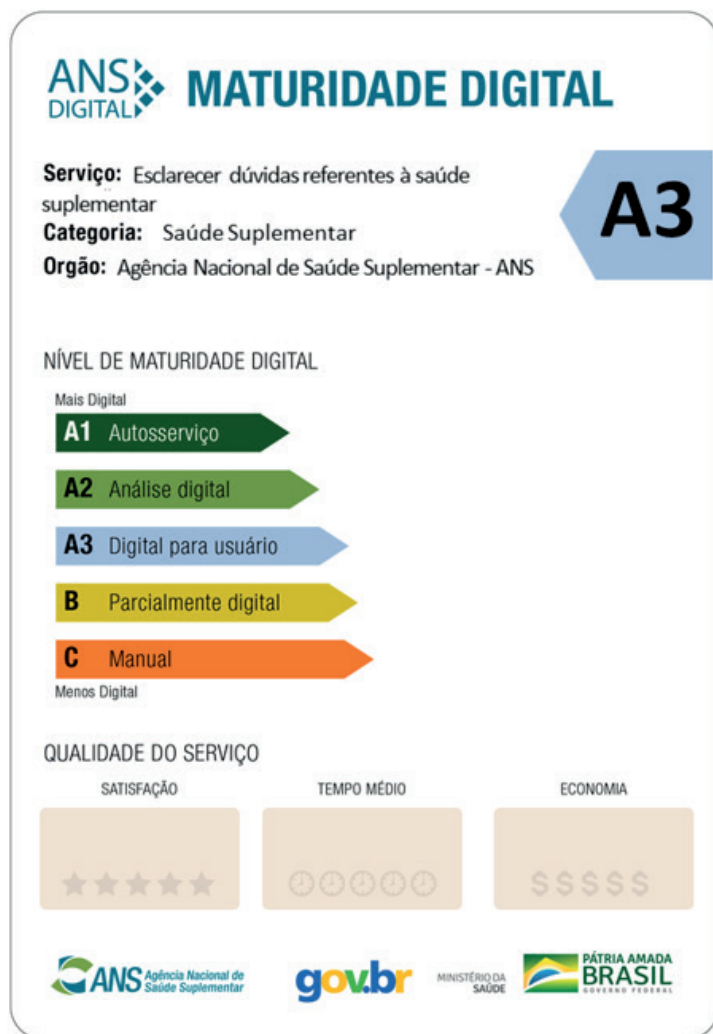 ANS
DIGITAL
MATURIDADE DIGITAL
Serviço: Esclarecer dúvidas referentes à saúde
suplementar
Categoria: Saúde Suplementar
Orgão: Agência Nacional de Saúde Suplementar - ANS
A3
NÍVEL DE MATURIDADE DIGITAL
Mais Digital
A1 Autosserviço
A2 Análise digital
A3 Digital para usuário
B Parcialmente digital
C Manual
Menos Digital
QUALIDADE DO SERVIÇO
SATISFAÇÃO TEMPO MÉDIO ECONOMIA
$$$$$
ANS Agência Nacional de
Saúde Suplementar
gov.br
MINISTÉRIO DA
SAÚDE
PÁTRIA AMADA
BRASIL
GOVERNO FEDERAL